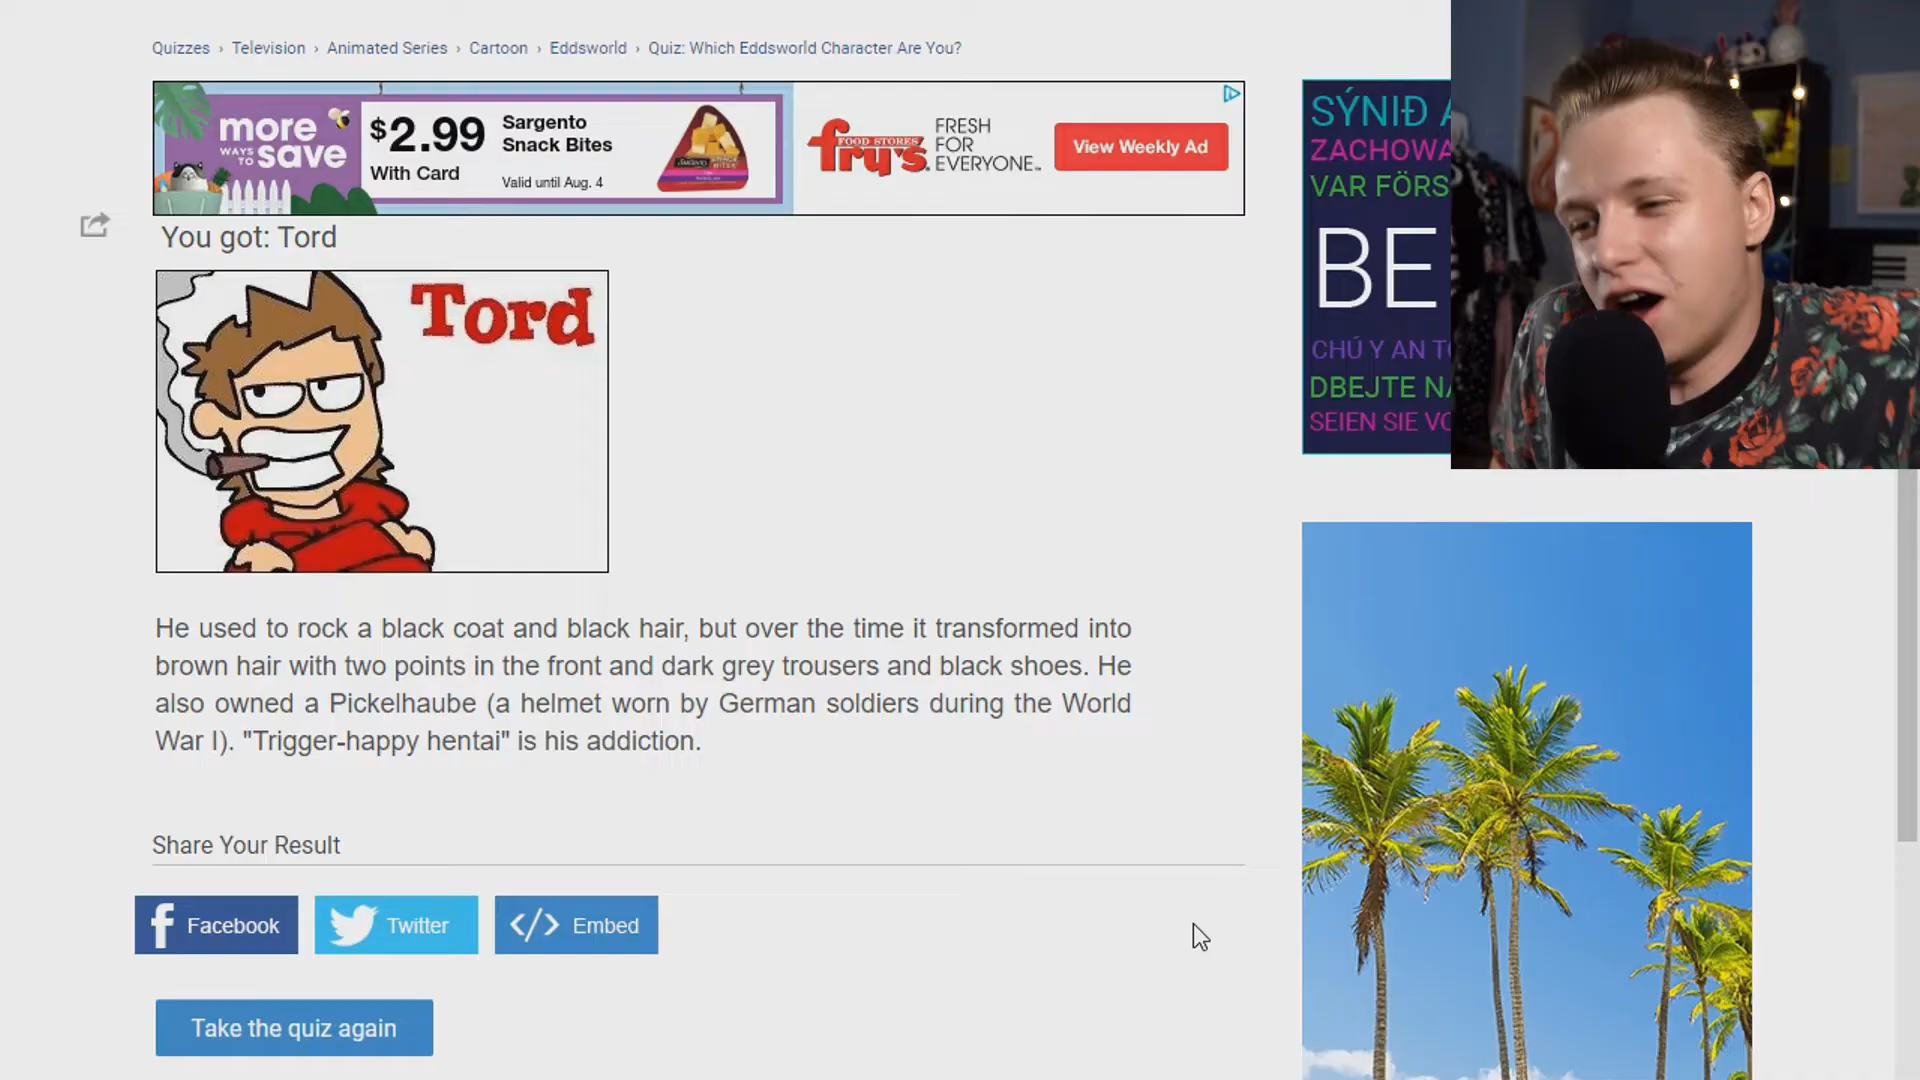 Quizzes › Television › Animated Series › Cartoon › Eddsworld › Quiz: Which Eddsworld Character Are You?
more
WAYS TO
save
$2.99
With Card
Sargento
Snack Bites
Valid until Aug. 4
SARGENTO
fry's
FOOD STORES
FRESH
FOR
EVERYONE™
View Weekly Ad
You got: Tord
Tord
He used to rock a black coat and black hair, but over the time it transformed into
brown hair with two points in the front and dark grey trousers and black shoes. He
also owned a Pickelhaube (a helmet worn by German soldiers during the World
War I). "Trigger-happy hentai" is his addiction.
Share Your Result
Facebook
Twitter
Embed
Take the quiz again
SÝNIÐ
ZACHOWA
VAR FÖRS
BE
CHÚ Y AN
DBEJTE
SEIEN SIE